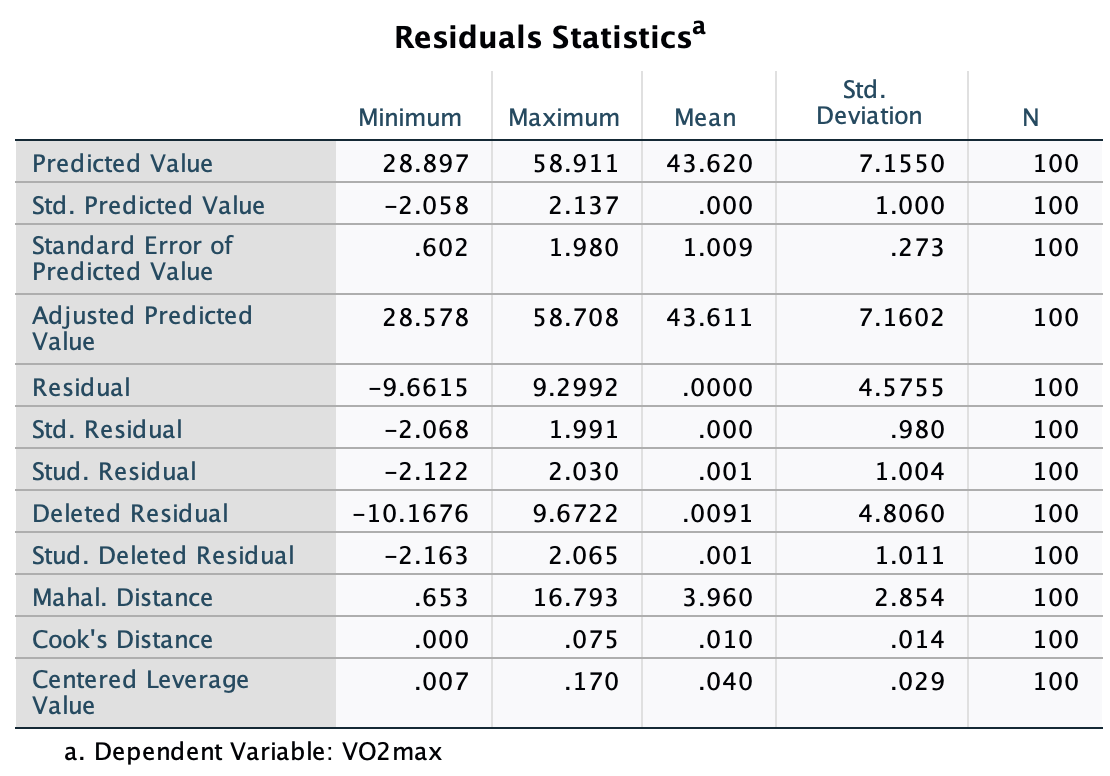 Residuals Statisticsa
Minimum Maximum Mean Std. Deviation N
Predicted Value 28.897 58.911 43.620 7.1550 100
Std. Predicted Value -2.058 2.137 .000 1.000 100
Standard Error of Predicted Value .602 1.980 1.009 .273 100
Adjusted Predicted Value 28.578 58.708 43.611 7.1602 100
Residual -9.6615 9.2992 .0000 4.5755 100
Std. Residual -2.068 1.991 .000 .980 100
Stud. Residual -2.122 2.030 .001 1.004 100
Deleted Residual -10.1676 9.6722 .0091 4.8060 100
Stud. Deleted Residual -2.163 2.065 .001 1.011 100
Mahal. Distance .653 16.793 3.960 2.854 100
Cook's Distance .000 .075 .010 .014 100
Centered Leverage Value .007 .170 .040 .029 100
a. Dependent Variable: VO2max